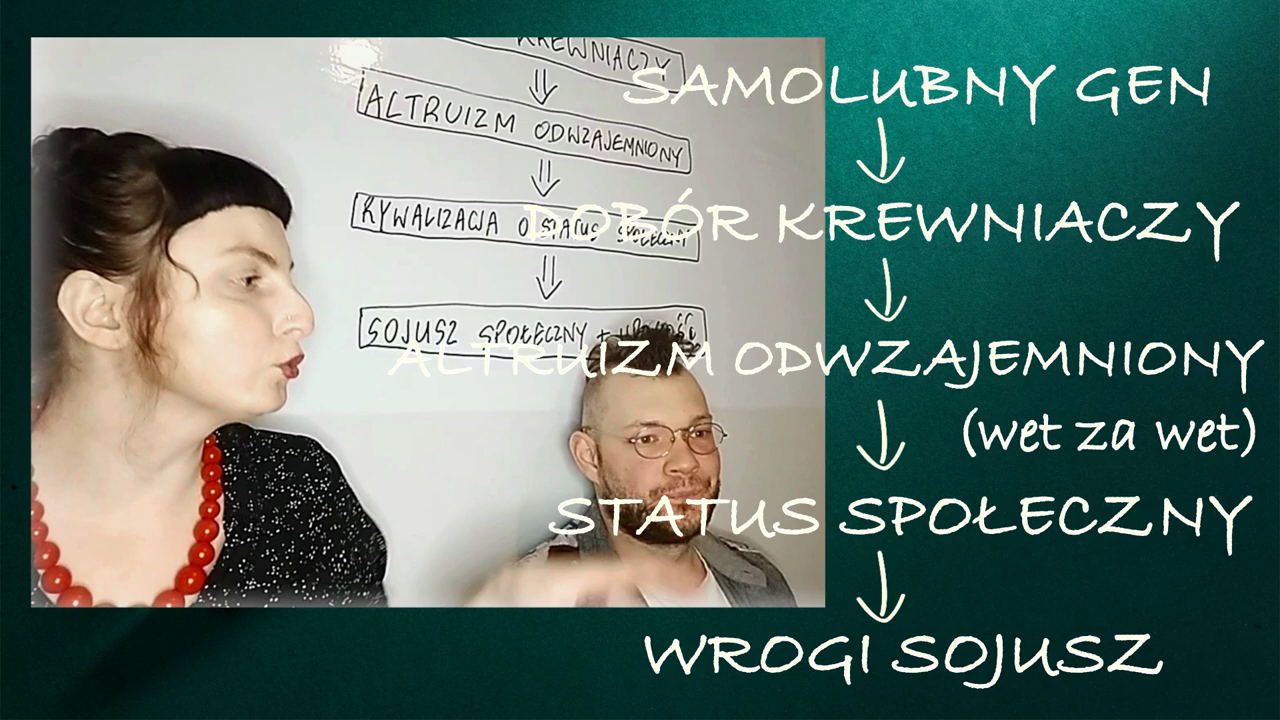 KREWNIACZY
ALTRUIZM ODWZAJEMNIONY
RYWALIZACJA O STATUS SPOŁECZNY
SOJUSZ SPOŁECZNY +
SAMOLUBNY GEN
DOBÓR KREWNIACZY
ALTRUIZM ODWZAJEMNIONY
(wet za wet)
STATUS SPOŁECZNY
WROGI SOJUSZ